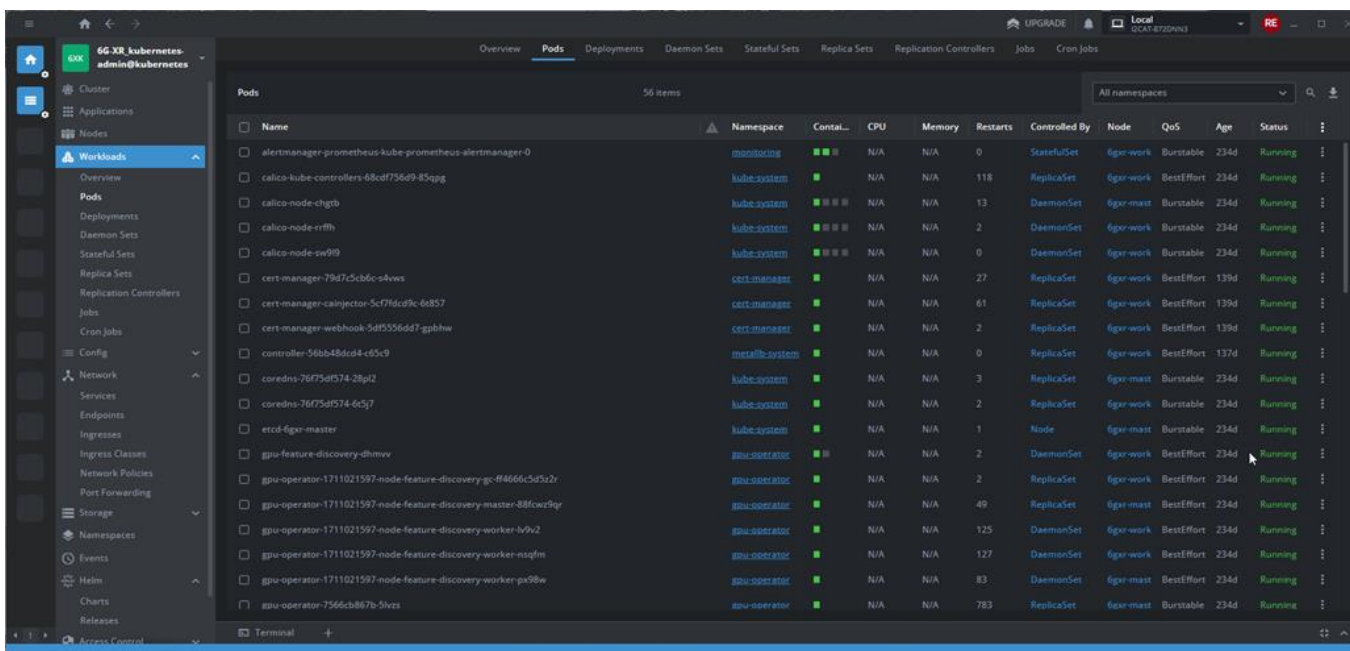 UPGRADE Local RE
I2CAT-E7ZDNN3
6XK 6G-XR_kubernetes-
admin@kubernetes
Overview Pods Deployments Daemon Sets Stateful Sets Replica Sets Replication Controllers Jobs Cron Jobs
Cluster
Applications
Nodes
Workloads
Overview
Pods
Deployments
Daemon Sets
Stateful Sets
Replica Sets
Replication Controllers
Jobs
Cron Jobs
Config
Network
Services
Endpoints
Ingresses
Ingress Classes
Network Policies
Port Forwarding
Storage
Namespaces
Events
Helm
Charts
Releases
Access Control
Pods 56 items All namespaces
Name Namespace Contai... CPU Memory Restarts Controlled By Node QoS Age Status
alertmanager-prometheus-kube-prometheus-alertmanager-0 monitoring N/A N/A 0 StatefulSet 6gxr-work Burstable 234d Running
calico-kube-controllers-68cdf756d9-85qpg kube-system N/A N/A 118 ReplicaSet 6gxr-work BestEffort 234d Running
calico-node-chgtb kube-system N/A N/A 13 DaemonSet 6gxr-mast Burstable 234d Running
calico-node-rrffh kube-system N/A N/A 2 DaemonSet 6gxr-work Burstable 234d Running
calico-node-sw9l9 kube-system N/A N/A 0 DaemonSet 6gxr-work Burstable 234d Running
cert-manager-79d7c5cb6c-s4vws cert-manager N/A N/A 27 ReplicaSet 6gxr-work BestEffort 139d Running
cert-manager-cainjector-5cf7fdcd9c-6t857 cert-manager N/A N/A 61 ReplicaSet 6gxr-work BestEffort 139d Running
cert-manager-webhook-5df5556dd7-gpbhw cert-manager N/A N/A 2 ReplicaSet 6gxr-work BestEffort 139d Running
controller-56bb48dcd4-c65c9 metallb-system N/A N/A 0 ReplicaSet 6gxr-work BestEffort 137d Running
coredns-76f75df574-28pl2 kube-system N/A N/A 3 ReplicaSet 6gxr-mast Burstable 234d Running
coredns-76f75df574-6t5j7 kube-system N/A N/A 2 ReplicaSet 6gxr-work Burstable 234d Running
etcd-6gxr-master kube-system N/A N/A 1 Node 6gxr-mast Burstable 234d Running
gpu-feature-discovery-dhmvv gpu-operator N/A N/A 2 DaemonSet 6gxr-work BestEffort 234d Running
gpu-operator-1711021597-node-feature-discovery-gc-ff4666c5d5z2r gpu-operator N/A N/A 2 ReplicaSet 6gxr-work BestEffort 234d Running
gpu-operator-1711021597-node-feature-discovery-master-88fcwz9qr gpu-operator N/A N/A 49 ReplicaSet 6gxr-mast BestEffort 234d Running
gpu-operator-1711021597-node-feature-discovery-worker-lv9v2 gpu-operator N/A N/A 125 DaemonSet 6gxr-work BestEffort 234d Running
gpu-operator-1711021597-node-feature-discovery-worker-nsqfm gpu-operator N/A N/A 127 DaemonSet 6gxr-work BestEffort 234d Running
gpu-operator-1711021597-node-feature-discovery-worker-px98w gpu-operator N/A N/A 83 DaemonSet 6gxr-mast BestEffort 234d Running
gpu-operator-7566cb867b-5lvzs gpu-operator N/A N/A 783 ReplicaSet 6gxr-mast Burstable 234d Running
1 Terminal +